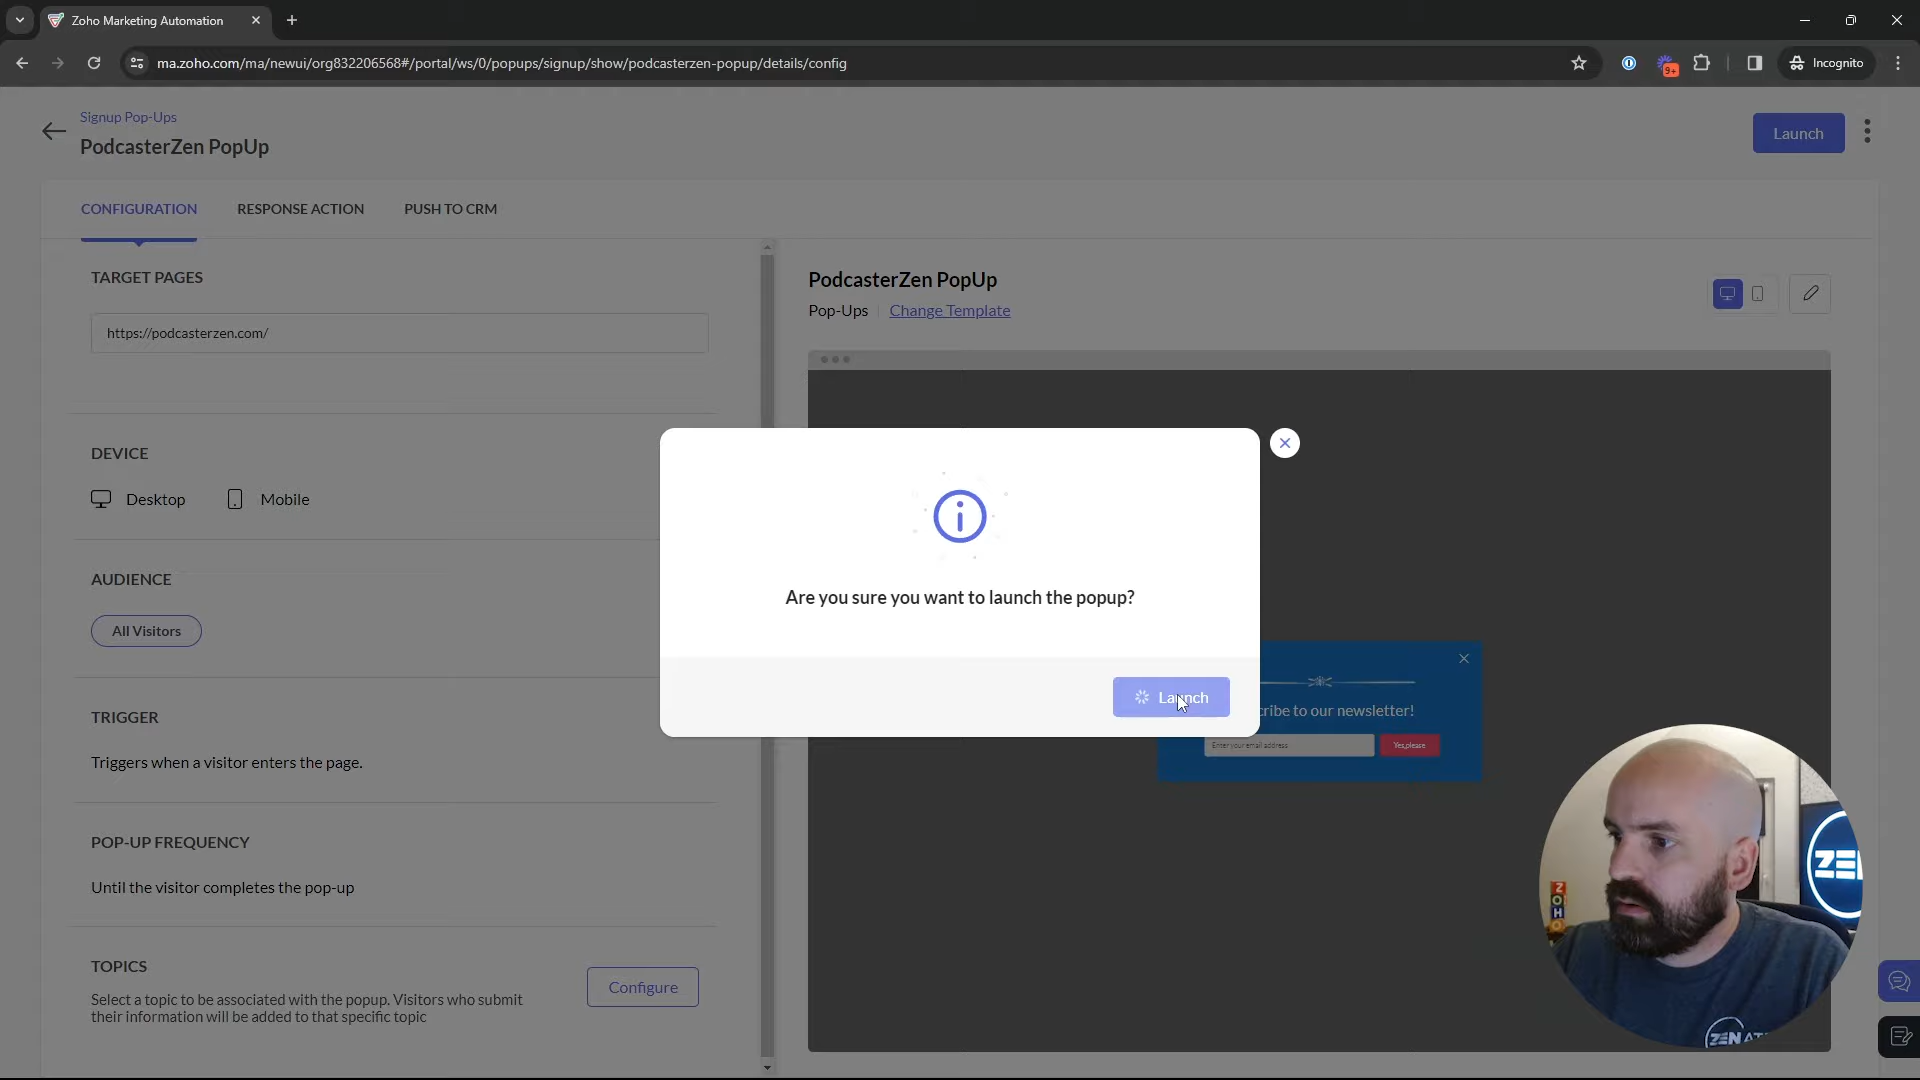 Zoho Marketing Automation
ma.zoho.com/ma/newui/org832206568#/portal/ws/0/popups/signup/show/podcasterzen-popup/details/config
9+
Incognito
Signup Pop-Ups
PodcasterZen PopUp
Launch
CONFIGURATION
RESPONSE ACTION
PUSH TO CRM
TARGET PAGES
https://podcasterzen.com/
DEVICE
Desktop
Mobile
AUDIENCE
All Visitors
TRIGGER
Triggers when a visitor enters the page.
POP-UP FREQUENCY
Until the visitor completes the pop-up
TOPICS
Select a topic to be associated with the popup. Visitors who submit
their information will be added to that specific topic
Configure
PodcasterZen PopUp
Pop-Ups
Change Template
Are you sure you want to launch the popup?
Launch
to our newsletter!
Enter your email address
Yes,please
ZOHO